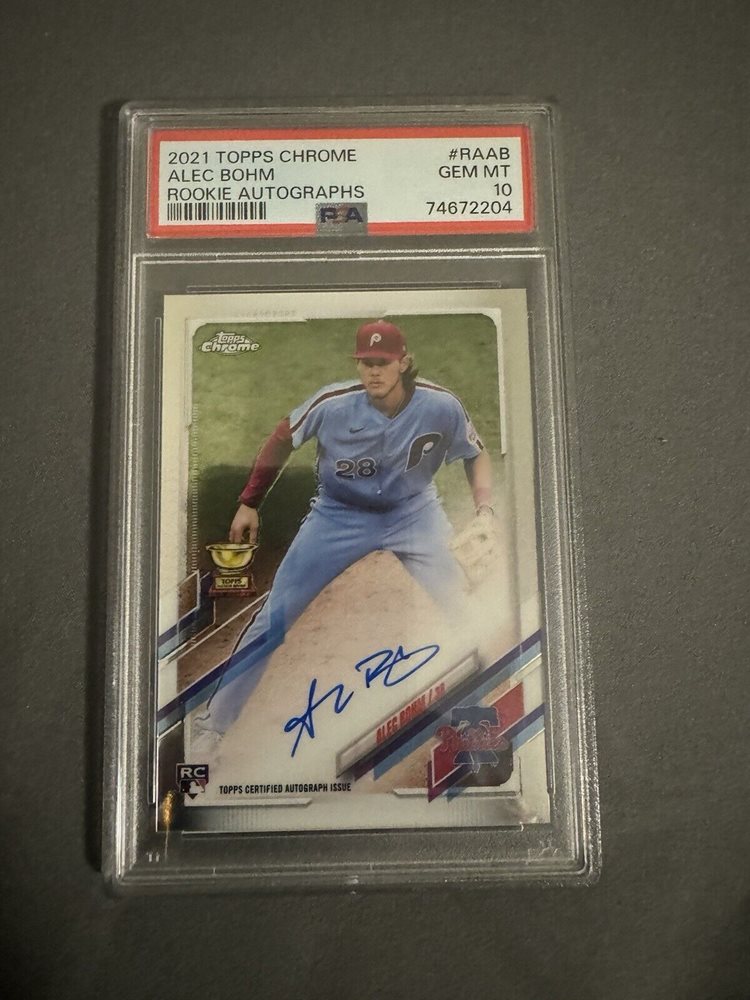 2021 TOPPS CHROME #RAAB
ALEC BOHM GEM MT
ROOKIE AUTOGRAPHS 10
PSA 74672204
Topps
Chrome
P
28 P
TOPPS
ALEC BOHM / 3B
Phillies
RC
TOPPS CERTIFIED AUTOGRAPH ISSUE